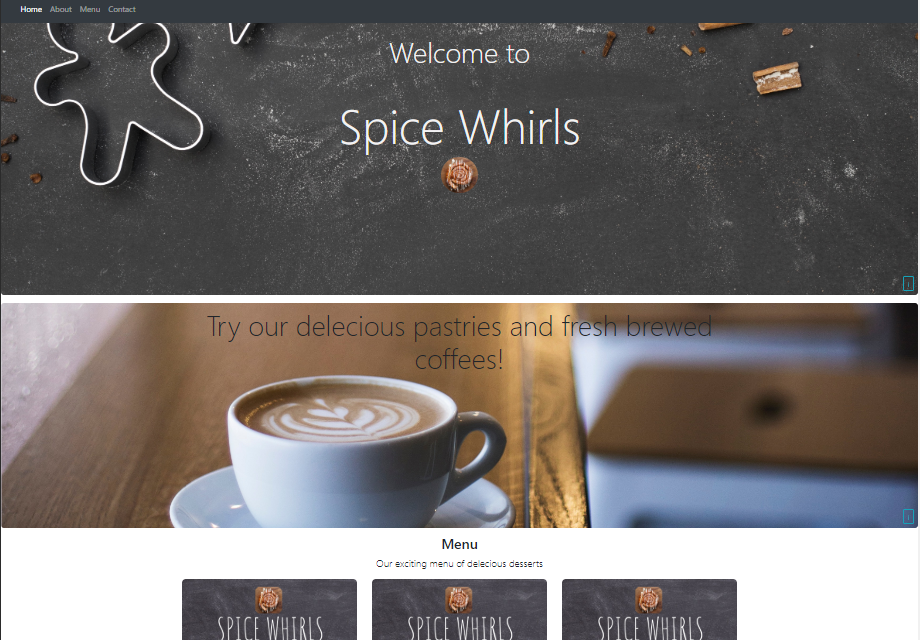 Home About Menu Contact
Welcome to
Spice Whirls
Try our delecious pastries and fresh brewed
coffees!
Menu
Our exciting menu of delecious desserts
SPICE WHIRLS SPICE WHIRLS SPICE WHIRLS